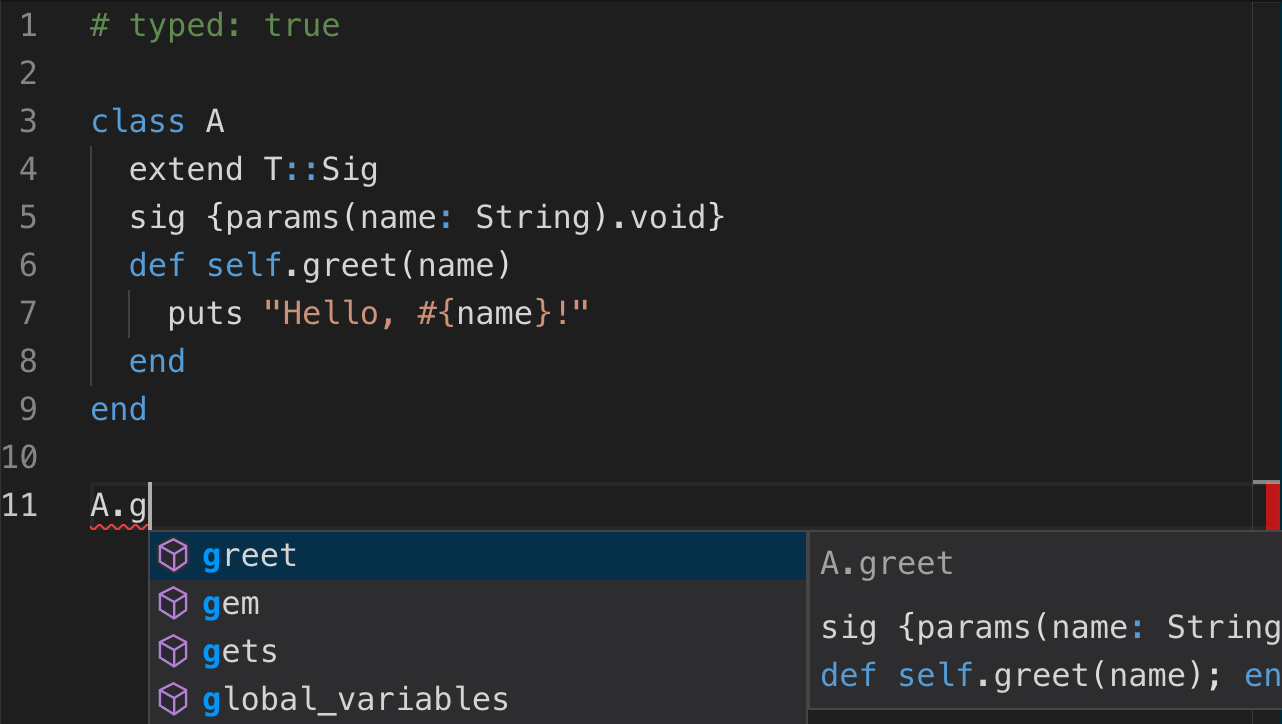 1 # typed: true
2
3 class A
4   extend T::Sig
5   sig {params(name: String).void}
6   def self.greet(name)
7     puts "Hello, #{name}!"
8   end
9 end
10
11 A.g
greet
gem
gets
global_variables
A.greet
sig {params(name: String
def self.greet(name); en